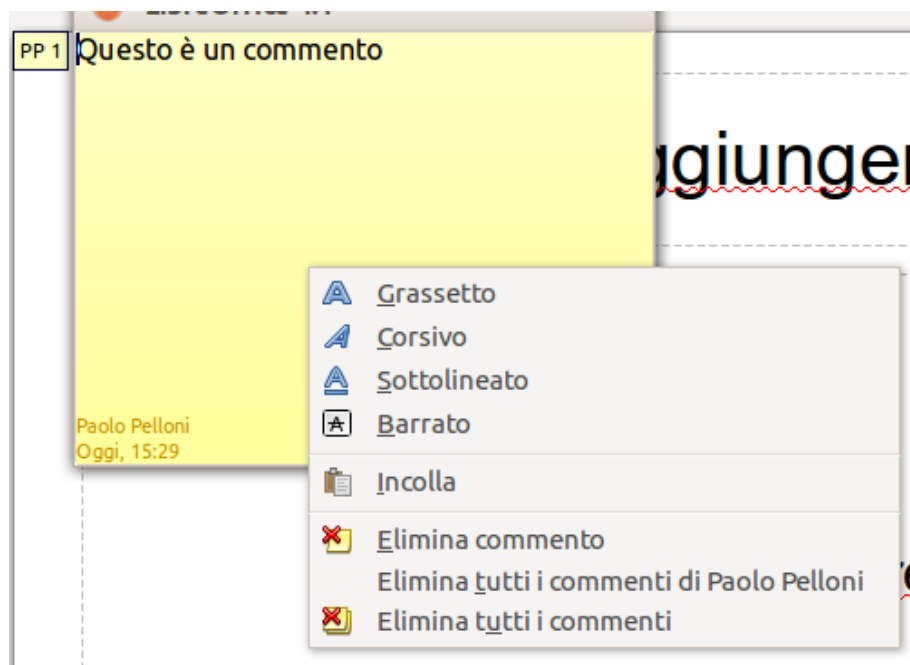 PP 1
Questo è un commento
ggiunger
Grassetto
Corsivo
Sottolineato
Barrato
Paolo Pelloni
Oggi, 15:29
Incolla
Elimina commento
Elimina tutti i commenti di Paolo Pelloni
Elimina tutti i commenti